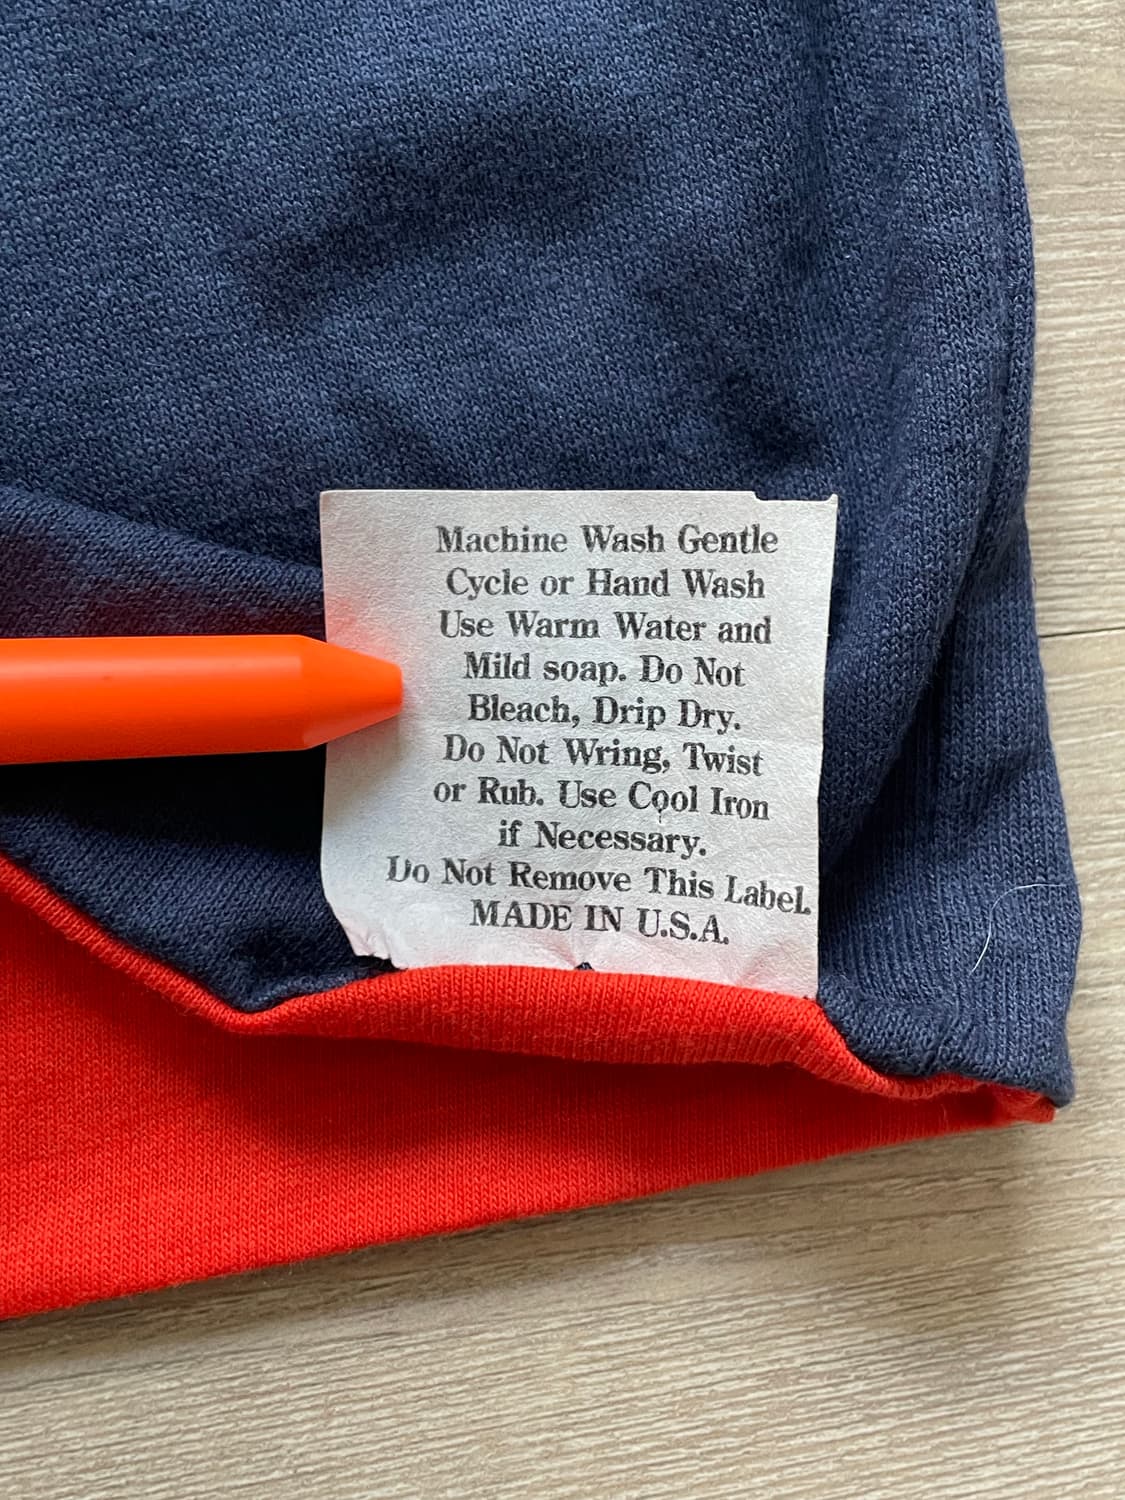 Machine Wash Gentle
Cycle or Hand Wash
Use Warm Water and
Mild soap. Do Not
Bleach, Drip Dry.
Do Not Wring, Twist
or Rub. Use Cool Iron
if Necessary.
Do Not Remove This Label.
MADE IN U.S.A.